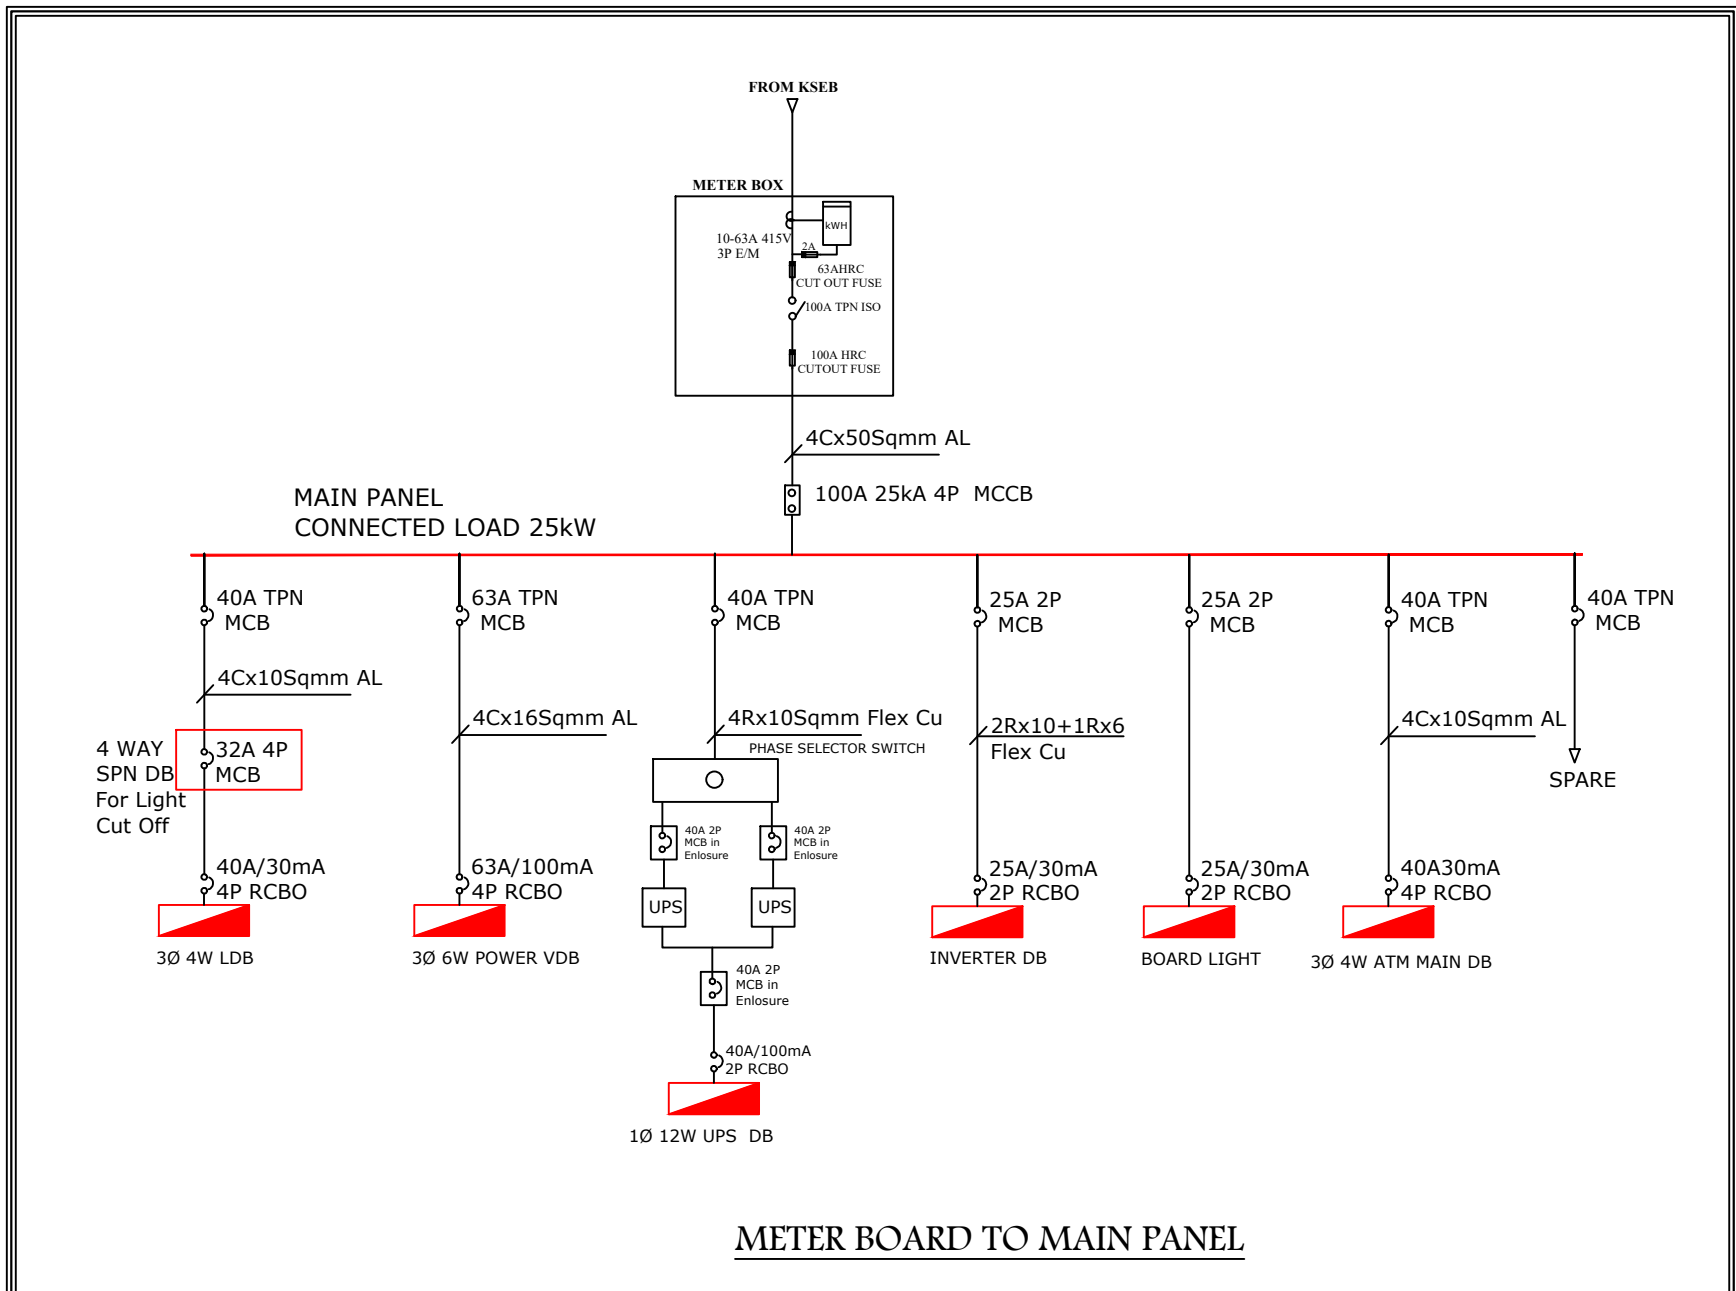 FROM KSEB
METER BOX
kWH
10-63A 415V
3P E/M
2A
63AHRC
CUT OUT FUSE
100A TPN ISO
100A HRC
CUTOUT FUSE
4Cx50Sqmm AL
100A 25kA 4P  MCCB
MAIN PANEL
CONNECTED LOAD 25kW
40A TPN
MCB
4Cx10Sqmm AL
4 WAY
SPN DB
For Light
Cut Off
32A 4P
MCB
40A/30mA
4P RCBO
3Ø 4W LDB
63A TPN
MCB
4Cx16Sqmm AL
63A/100mA
4P RCBO
3Ø 6W POWER VDB
40A TPN
MCB
4Rx10Sqmm Flex Cu
PHASE SELECTOR SWITCH
40A 2P
MCB in
Enlosure
40A 2P
MCB in
Enlosure
UPS
UPS
40A 2P
MCB in
Enlosure
40A/100mA
2P RCBO
1Ø 12W UPS  DB
25A 2P
MCB
2Rx10+1Rx6
Flex Cu
25A/30mA
2P RCBO
INVERTER DB
25A 2P
MCB
25A/30mA
2P RCBO
BOARD LIGHT
40A TPN
MCB
4Cx10Sqmm AL
40A30mA
4P RCBO
3Ø 4W ATM MAIN DB
40A TPN
MCB
SPARE
METER BOARD TO MAIN PANEL